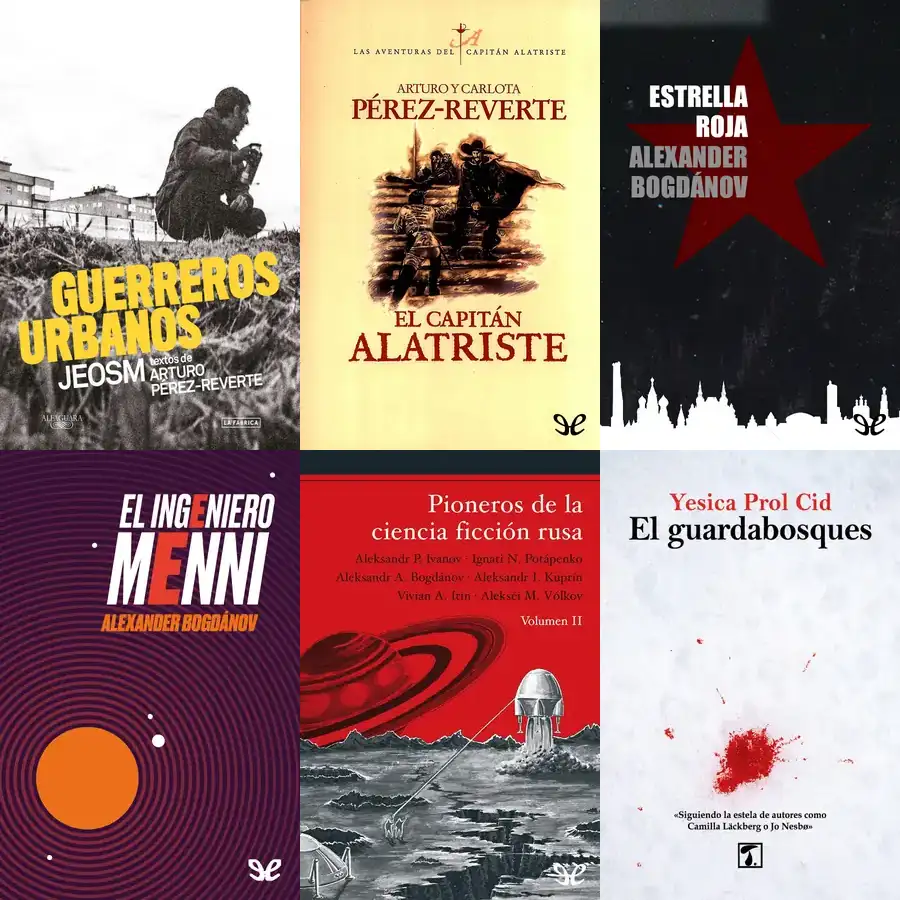 GUERREROS
URBANOS
JEOSM textos de
ARTURO
PÉREZ-REVERTE
ALFAGUARA
LA FÁBRICA
LAS AVENTURAS DEL CAPITÁN ALATRISTE
ARTURO Y CARLOTA
PÉREZ-REVERTE
EL CAPITÁN
ALATRISTE
ESTRELLA
ROJA
ALEXANDER
BOGDÁNOV
EL INGENIERO
MENNI
ALEXANDER BOGDÁNOV
Pioneros de la
ciencia ficción rusa
Aleksandr P. Ivanov · Ignati N. Potápenko
Aleksandr A. Bogdánov · Aleksandr I. Kuprín
Vivian A. Itin · Alekséi M. Vólkov
Volumen II
Yesica Prol Cid
El guardabosques
«Siguiendo la estela de autores como
Camilla Läckberg o Jo Nesbø»